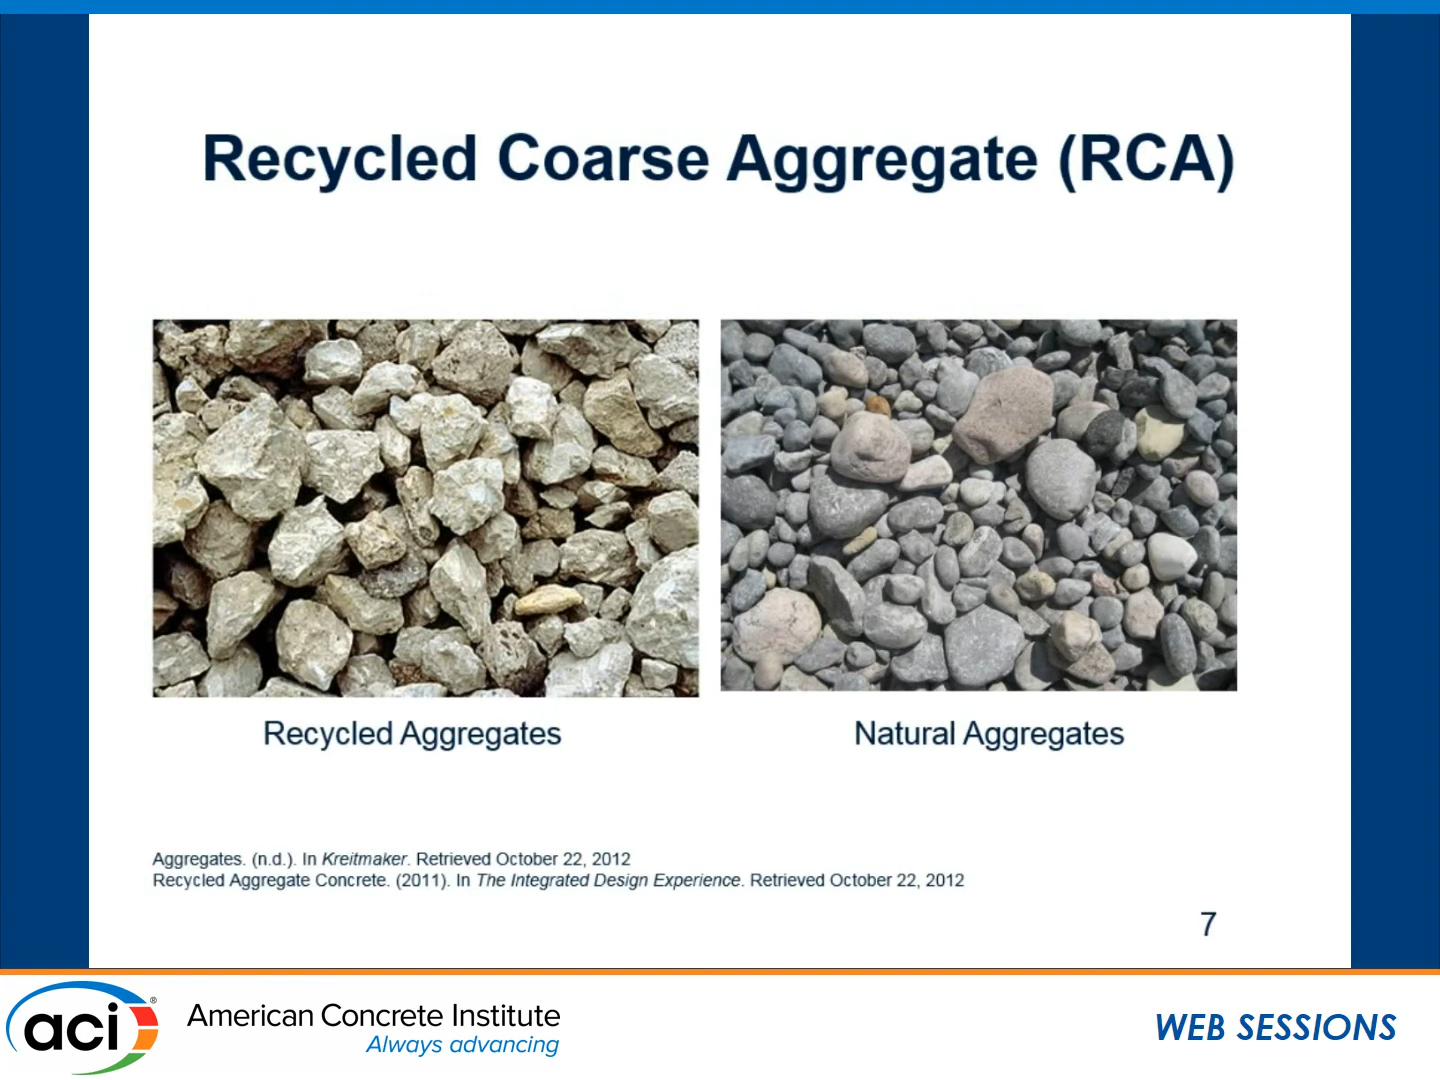 Recycled Coarse Aggregate (RCA)
Recycled Aggregates
Natural Aggregates
Aggregates. (n.d.). In Kreitmaker. Retrieved October 22, 2012
Recycled Aggregate Concrete. (2011). In The Integrated Design Experience. Retrieved October 22, 2012
7
aci®
American Concrete Institute
Always advancing
WEB SESSIONS